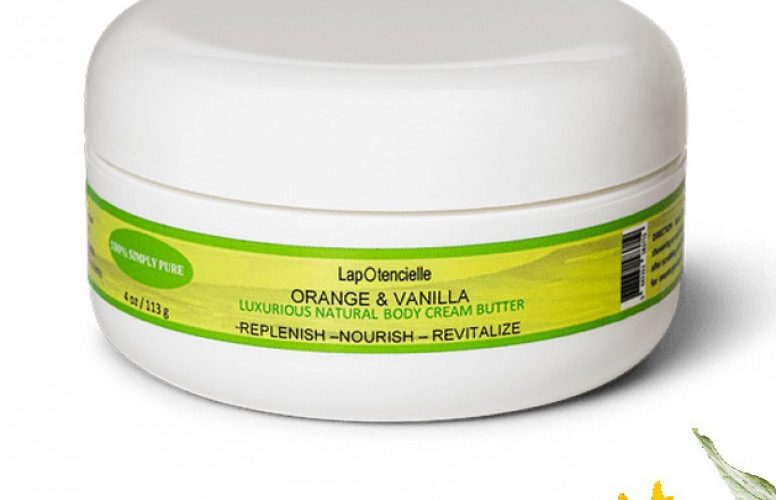 100% SIMPLY PURE
4 oz / 113 g
LapOtencielle
ORANGE & VANILLA
LUXURIOUS NATURAL BODY CREAM BUTTER
-REPLENISH –NOURISH – REVITALIZE